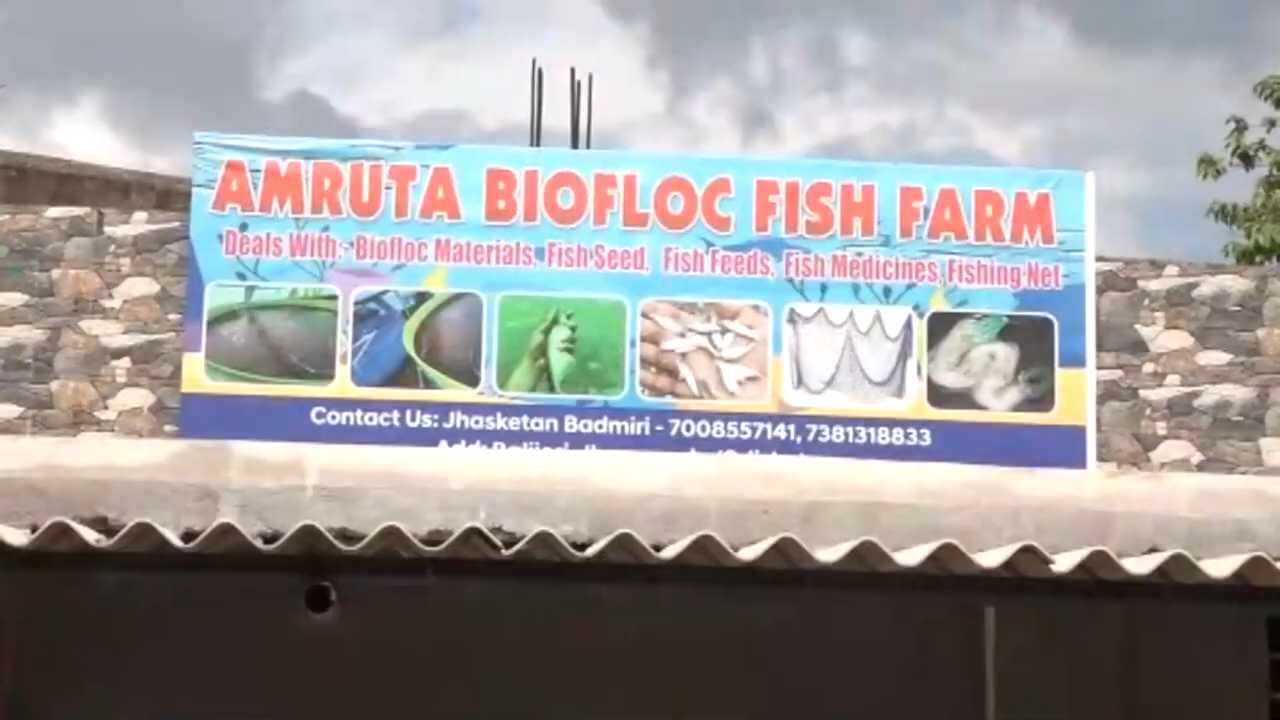 AMRUTA BIOFLOC FISH FARM
Deals With:- Biofloc Materials, Fish Seed, Fish Feeds, Fish Medicines, Fishing Net
Contact Us: Jhasketan Badmiri - 7008557141, 7381318833
Add: